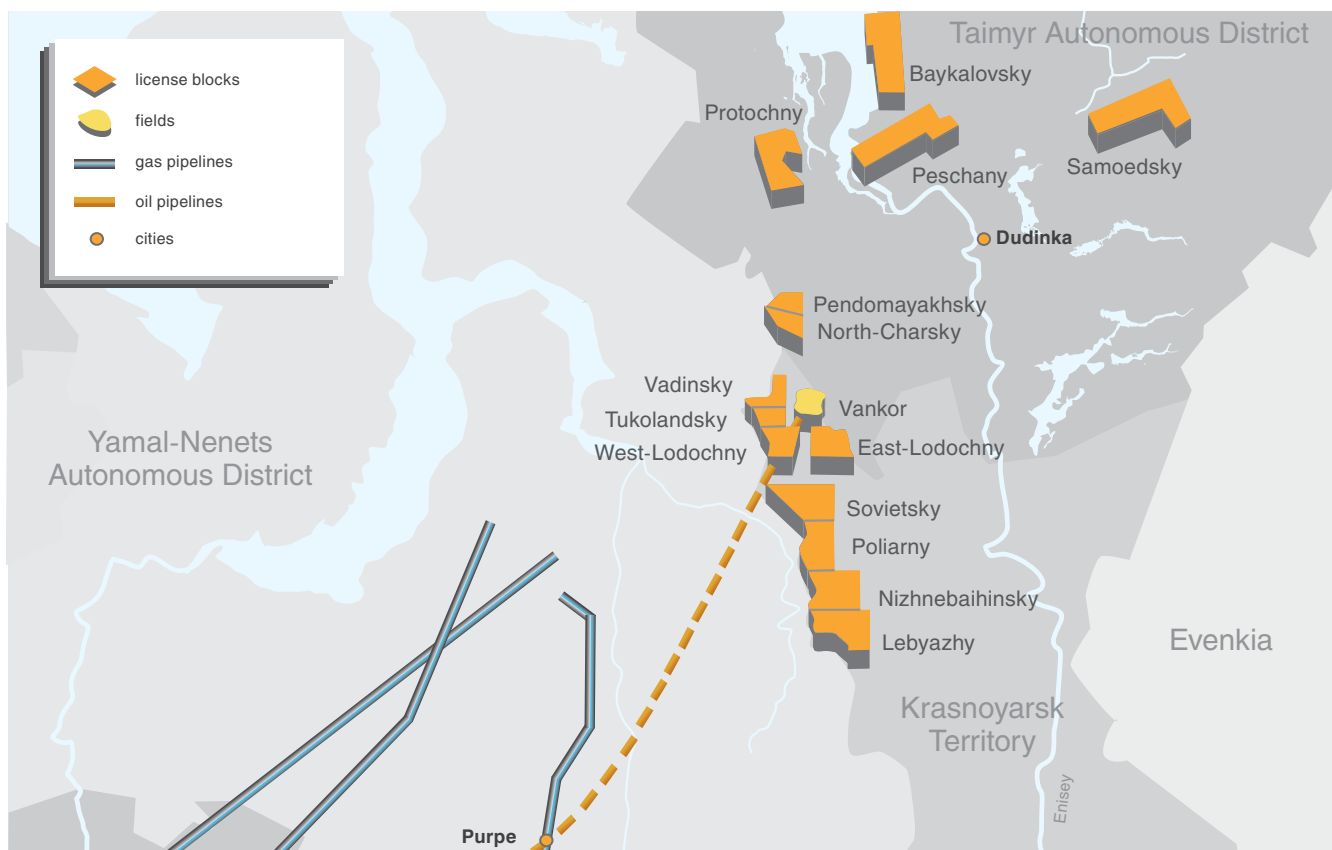 license blocks
fields
gas pipelines
oil pipelines
cities
Taimyr Autonomous District
Baykalovsky
Protochny
Peschany
Samoedsky
Dudinka
Pendomayakhsky
North-Charsky
Vadinsky
Vankor
Tukolandsky
West-Lodochny
East-Lodochny
Yamal-Nenets
Autonomous District
Sovietsky
Poliarny
Nizhnebaihinsky
Lebyazhy
Evenkia
Krasnoyarsk
Territory
Enisey
Purpe